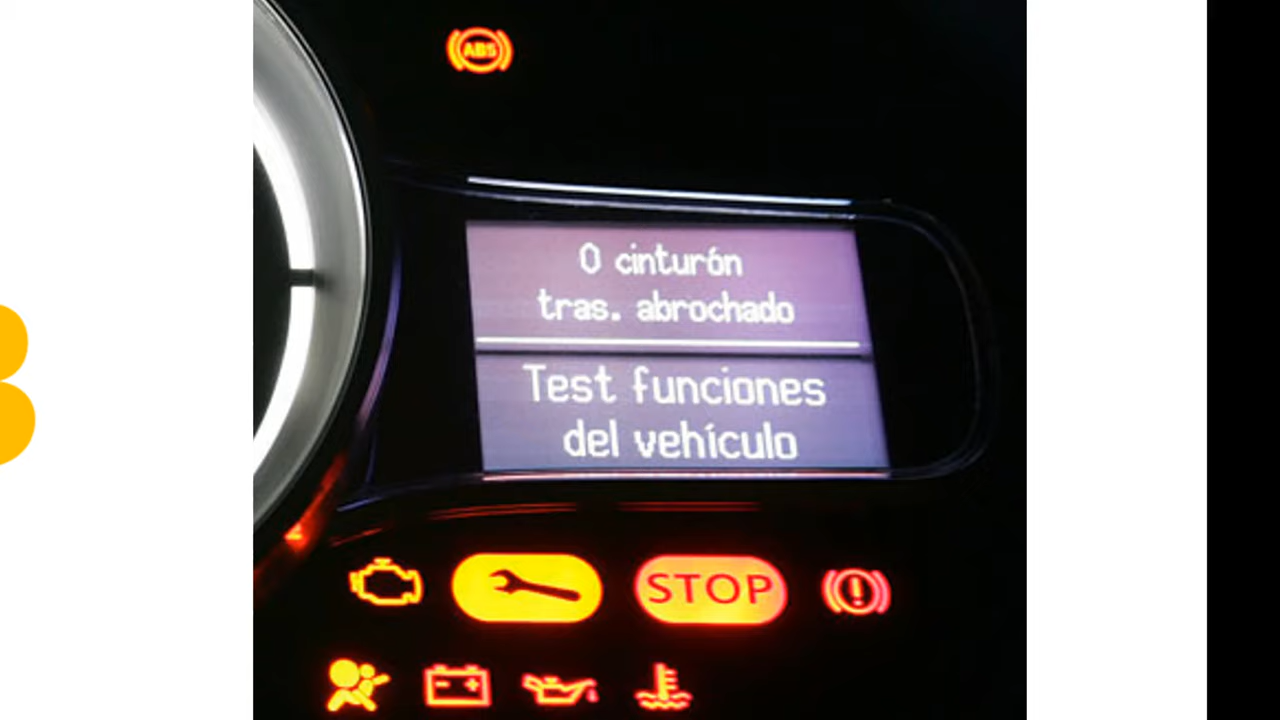 ABS
0 cinturón
tras. abrochado
Test funciones
del vehículo
STOP